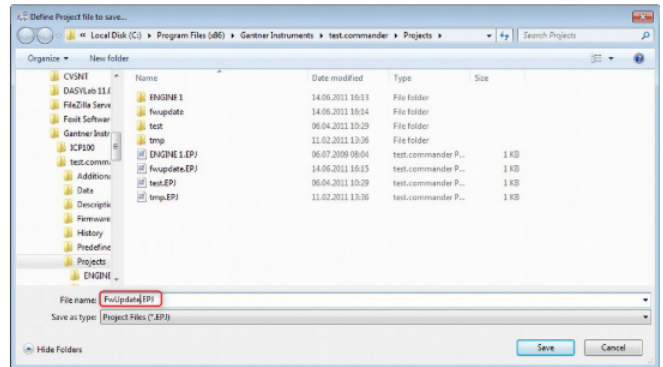 Define Project file to save...
« Local Disk (C:) ▸ Program Files (x86) ▸ Gantner Instruments ▸ test.commander ▸ Projects ▸ Search Projects
Organize ▾ New folder
Name Date modified Type Size
CVSNT
DASYLab 11.0
FileZilla Serve
Foxit Softwar
Gantner Instr
ICP100
test.comm
Additiona
Data
Descriptic
Firmware
History
Predefine
Projects
ENGINE
ENGINE 1 14.06.2011 16:13 File folder
fwupdate 14.06.2011 16:14 File folder
test 06.04.2011 10:29 File folder
tmp 11.02.2011 13:36 File folder
ENGINE 1.EPJ 06.07.2009 08:04 test.commander P... 1 KB
fwupdate.EPJ 14.06.2011 16:15 test.commander P... 1 KB
test.EPJ 06.04.2011 10:29 test.commander P... 1 KB
tmp.EPJ 11.02.2011 13:36 test.commander P... 1 KB
File name: FwUpdate.EPJ
Save as type: Project Files (*.EPJ)
Hide Folders Save Cancel